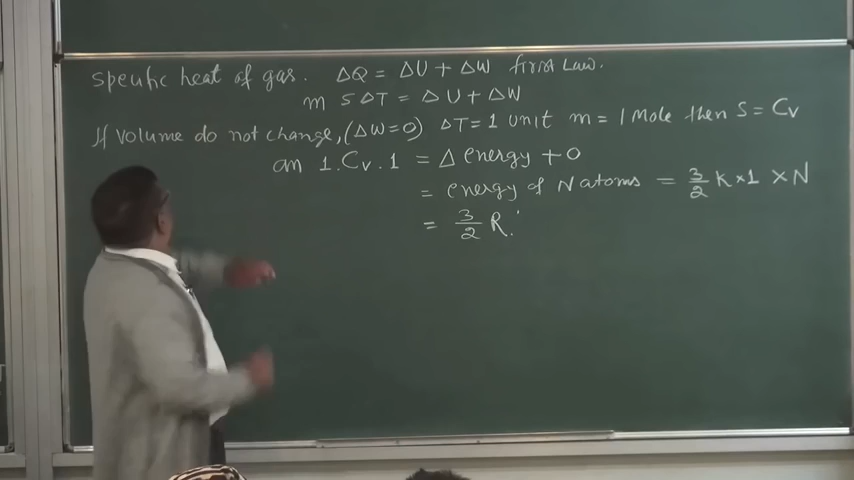 Specific heat of gas. ΔQ = ΔU + ΔW first Law.
m S ΔT = ΔU + ΔW
If volume do not change, (ΔW=0) ΔT=1 unit m = 1 Mole then S = Cv
an 1.Cv.1 = Δ energy + 0
= energy of N atoms = 3/2 K×1 ×N
= 3/2 R.